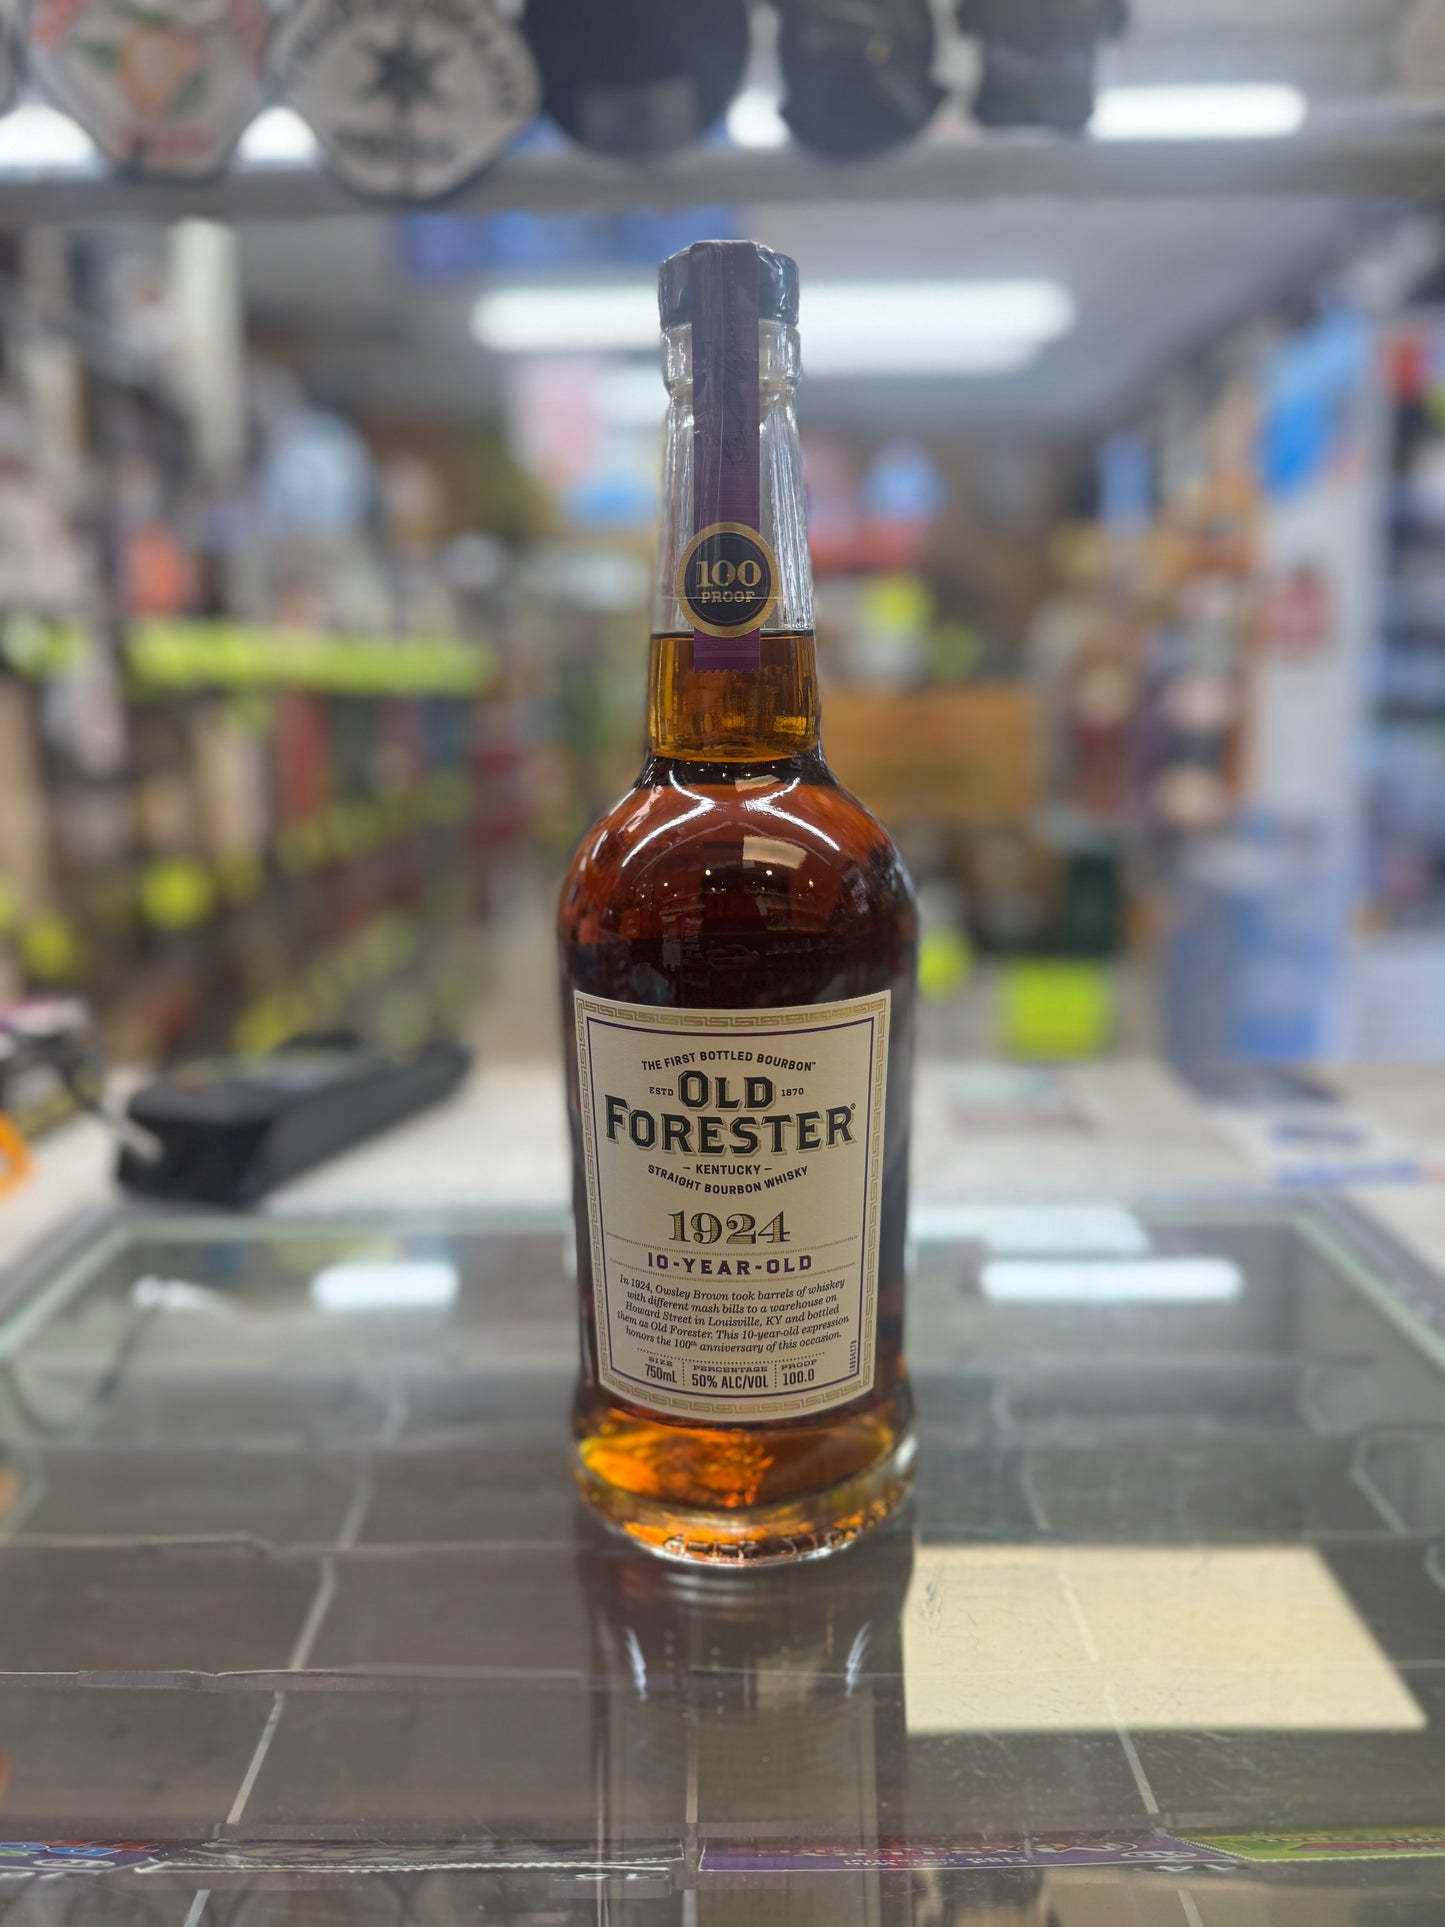 100
PROOF
THE FIRST BOTTLED BOURBON™
ESTD OLD 1870
FORESTER®
– KENTUCKY –
STRAIGHT BOURBON WHISKY
1924
10-YEAR-OLD
In 1924, Owsley Brown took barrels of whiskey
with different mash bills to a warehouse on
Howard Street in Louisville, KY and bottled
them as Old Forester. This 10-year-old expression
honors the 100th anniversary of this occasion.
SIZE PERCENTAGE PROOF
750mL 50% ALC/VOL 100.0